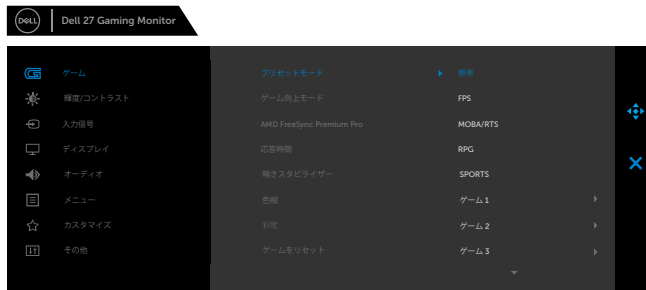 DELL
Dell 27 Gaming Monitor
ゲーム
プリセットモード
標準
輝度/コントラスト
ゲーム向上モード
FPS
入力信号
AMD FreeSync Premium Pro
MOBA/RTS
ディスプレイ
応答時間
RPG
オーディオ
暗さスタビライザー
SPORTS
メニュー
色相
ゲーム 1
カスタマイズ
彩度
ゲーム 2
その他
ゲームをリセット
ゲーム 3